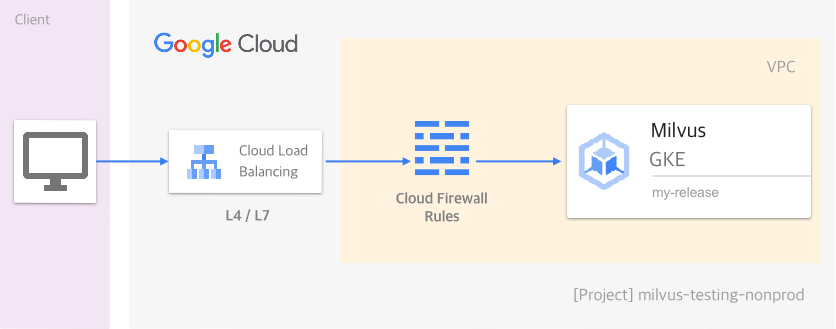 Client
Google Cloud
VPC
Cloud Load
Balancing
L4 / L7
Cloud Firewall
Rules
Milvus
GKE
my-release
[Project] milvus-testing-nonprod